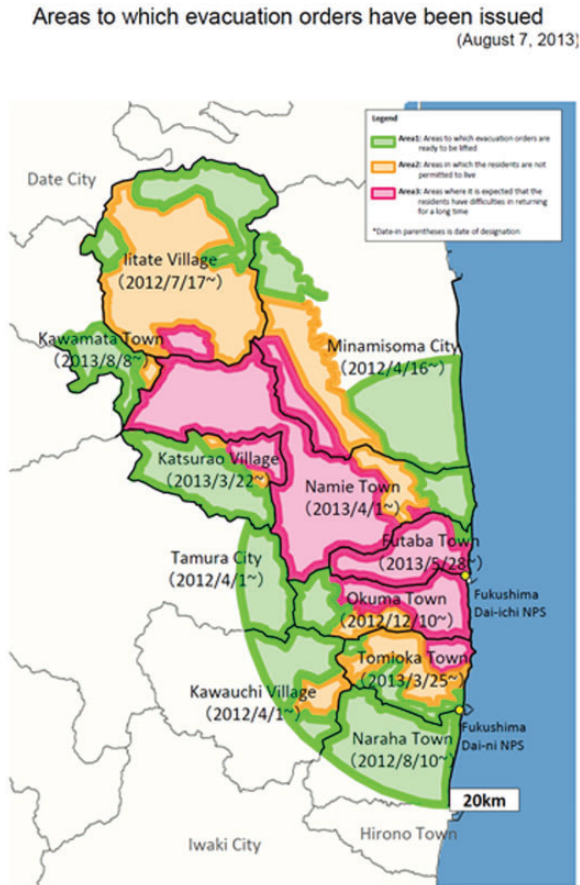 Areas to which evacuation orders have been issued
(August 7, 2013)
Legend
Area1: Areas to which evacuation orders are
ready to be lifted
Area2: Areas in which the residents are not
permitted to live
Area3: Areas where it is expected that the
residents have difficulties in returning
for a long time
*Date-in parentheses is date of designation
Date City
Iitate Village
(2012/7/17~)
Kawamata Town
(2013/8/8~)
Minamisoma City
(2012/4/16~)
Katsurao Village
(2013/3/22~)
Namie Town
(2013/4/1~)
Futaba Town
(2013/5/28~)
Tamura City
(2012/4/1~)
Fukushima
Dai-ichi NPS
Okuma Town
(2012/12/10~)
Tomioka Town
(2013/3/25~)
Kawauchi Village
(2012/4/1~)
Fukushima
Dai-ni NPS
Naraha Town
(2012/8/10~)
20km
Hirono Town
Iwaki City